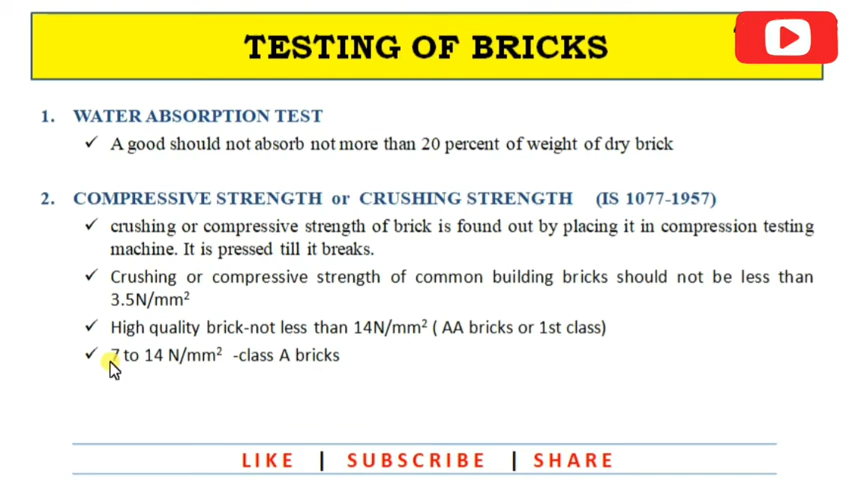 TESTING OF BRICKS
1. WATER ABSORPTION TEST
✓ A good should not absorb not more than 20 percent of weight of dry brick
2. COMPRESSIVE STRENGTH or CRUSHING STRENGTH (IS 1077-1957)
✓ crushing or compressive strength of brick is found out by placing it in compression testing
machine. It is pressed till it breaks.
✓ Crushing or compressive strength of common building bricks should not be less than
3.5N/mm²
✓ High quality brick-not less than 14N/mm² ( AA bricks or 1st class)
✓ 7 to 14 N/mm² -class A bricks
LIKE | SUBSCRIBE | SHARE